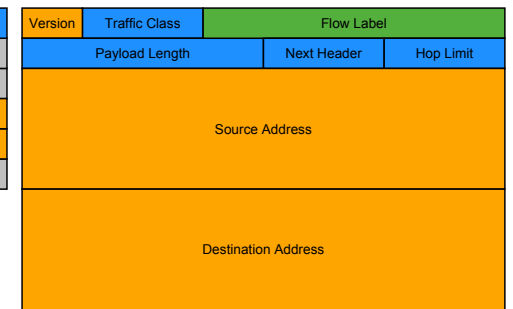 Version Traffic Class Flow Label
Payload Length Next Header Hop Limit
Source Address
Destination Address